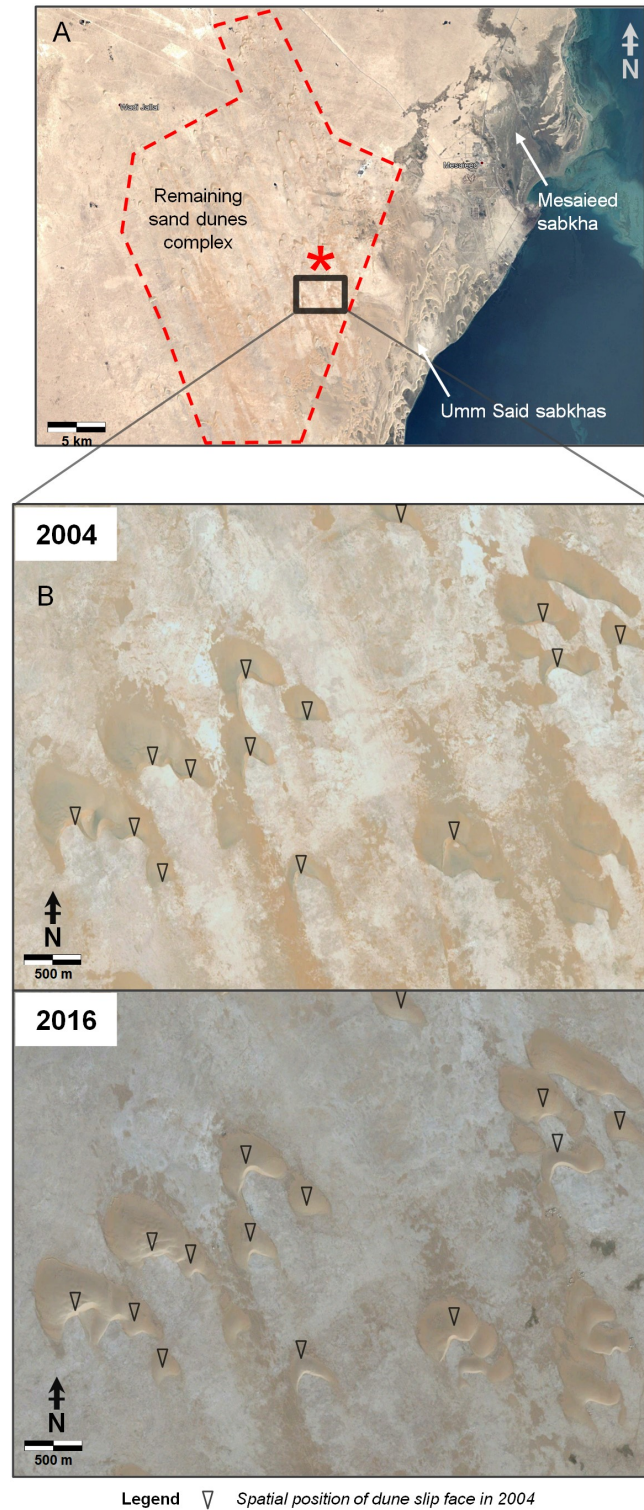 A
N
Wadi Jallal
Mesaieed
Remaining
sand dunes
complex
*
Mesaieed
sabkha
Umm Said sabkhas
5 km
2004
B
N
500 m
2016
N
500 m
Legend Spatial position of dune slip face in 2004